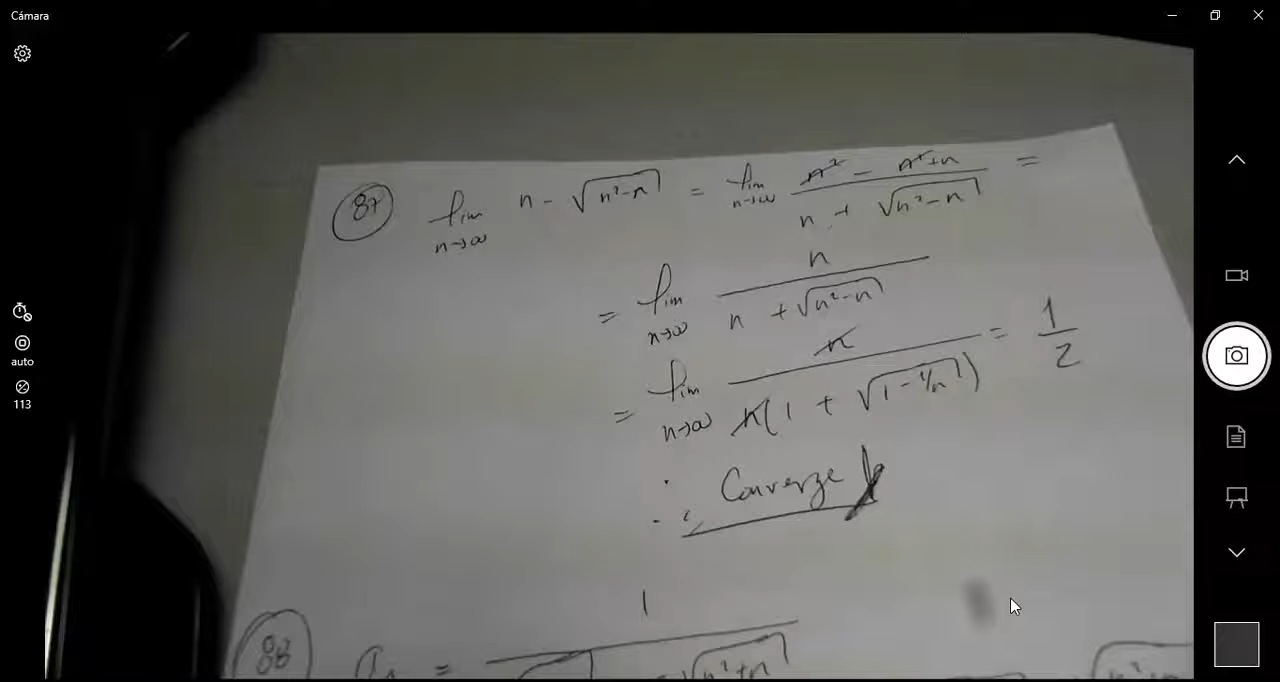 Cámara
87 lim n→∞ n - √(n²-n) = lim n→∞ (n² - n²+n)/(n + √(n²-n)) =
= lim n→∞ n/(n + √(n²-n))
= lim n→∞ n/(n(1 + √(1 - 1/n))) = 1/2
∴ Converge
auto
113
88